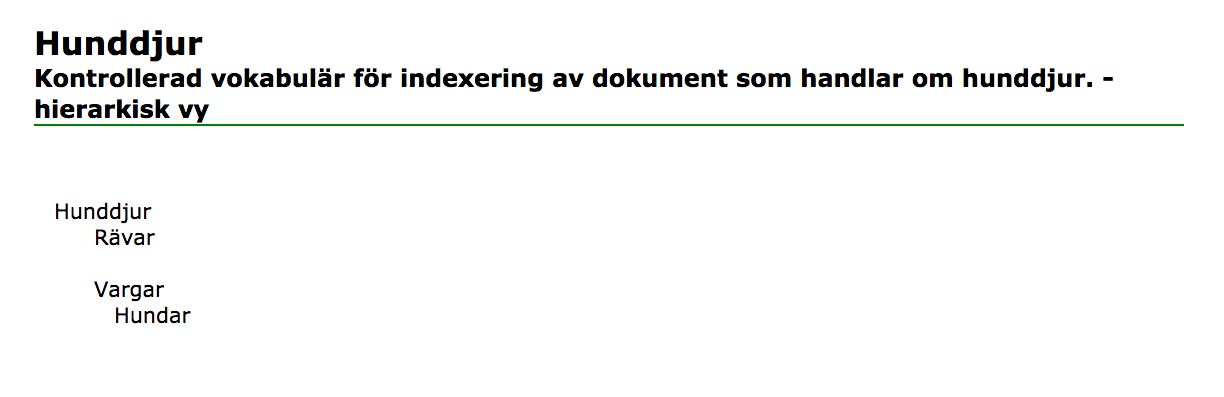 Hunddjur
Kontrollerad vokabulär för indexering av dokument som handlar om hunddjur. -
hierarkisk vy
Hunddjur
Rävar
Vargar
Hundar